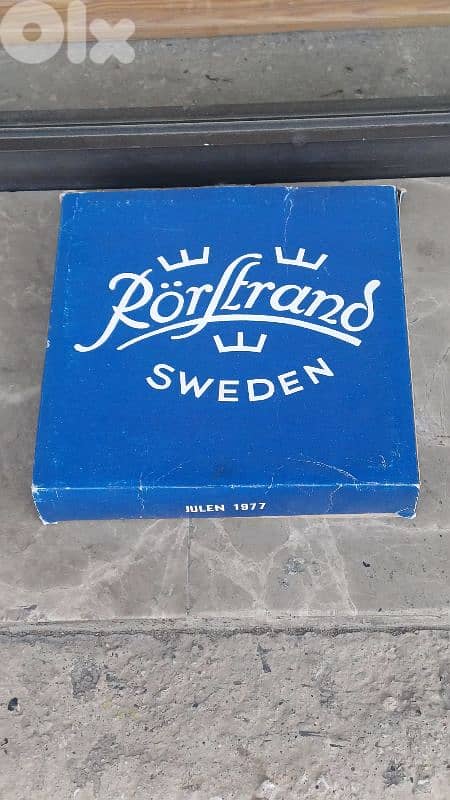 OLX
Rörstrand
SWEDEN
JULEN 1977